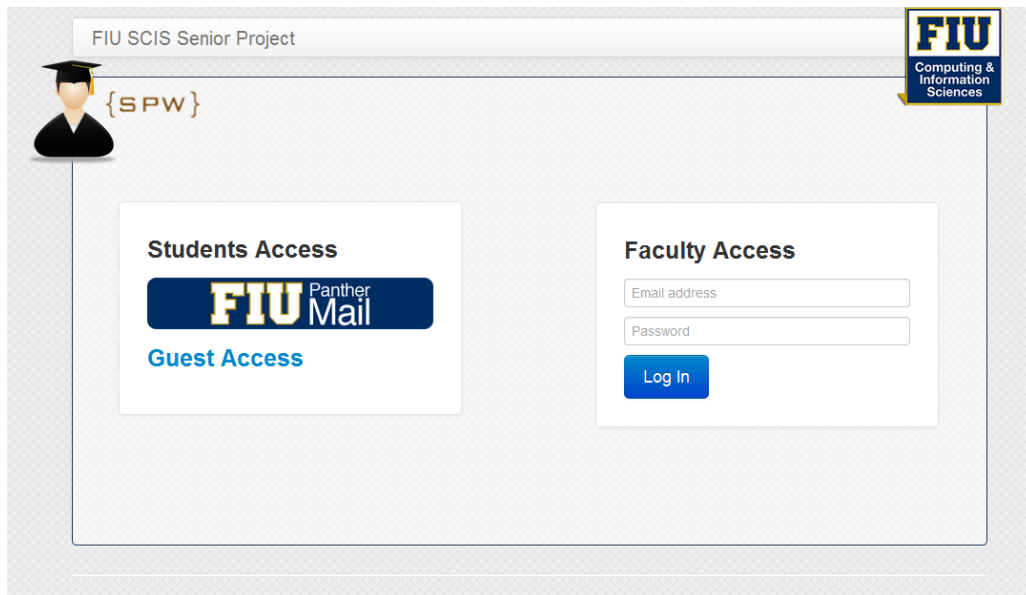 FIU SCIS Senior Project
FIU
Computing &
Information
Sciences
{SPW}
Students Access
FIU Panther
Mail
Guest Access
Faculty Access
Email address
Password
Log In